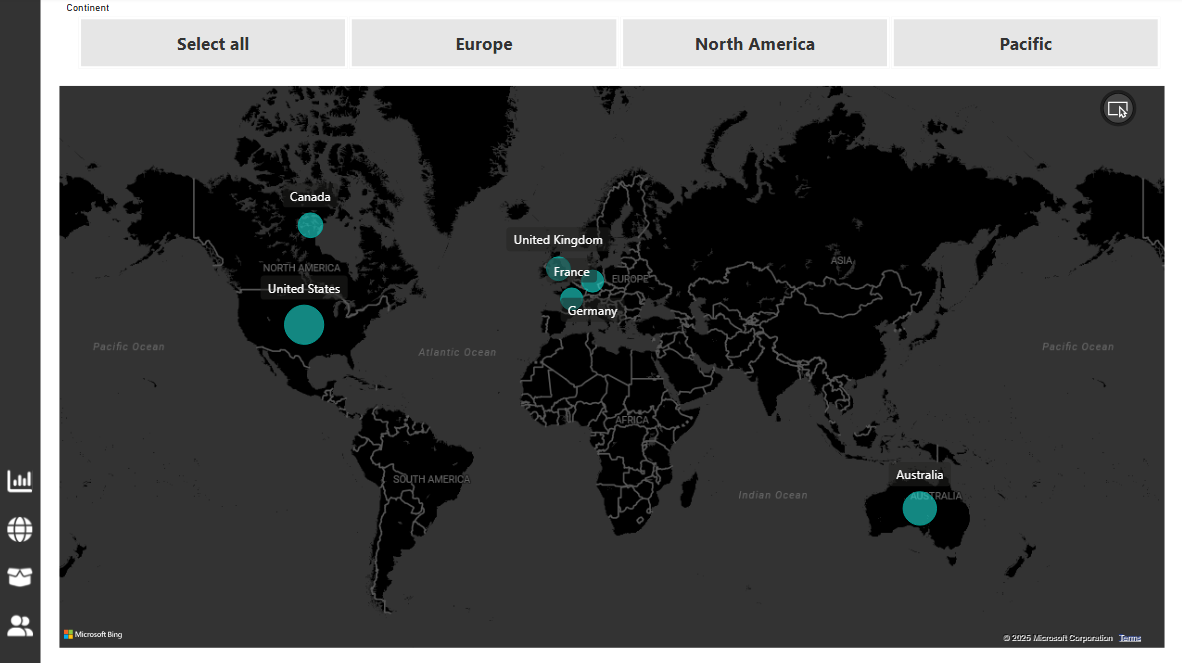 Continent
Select all
Europe
North America
Pacific
Canada
United Kingdom
NORTH AMERICA
ASIA
France
EUROPE
United States
Germany
Pacific Ocean
Atlantic Ocean
Pacific Ocean
AFRICA
SOUTH AMERICA
Australia
Indian Ocean
AUSTRALIA
Microsoft Bing
© 2025 Microsoft Corporation Terms